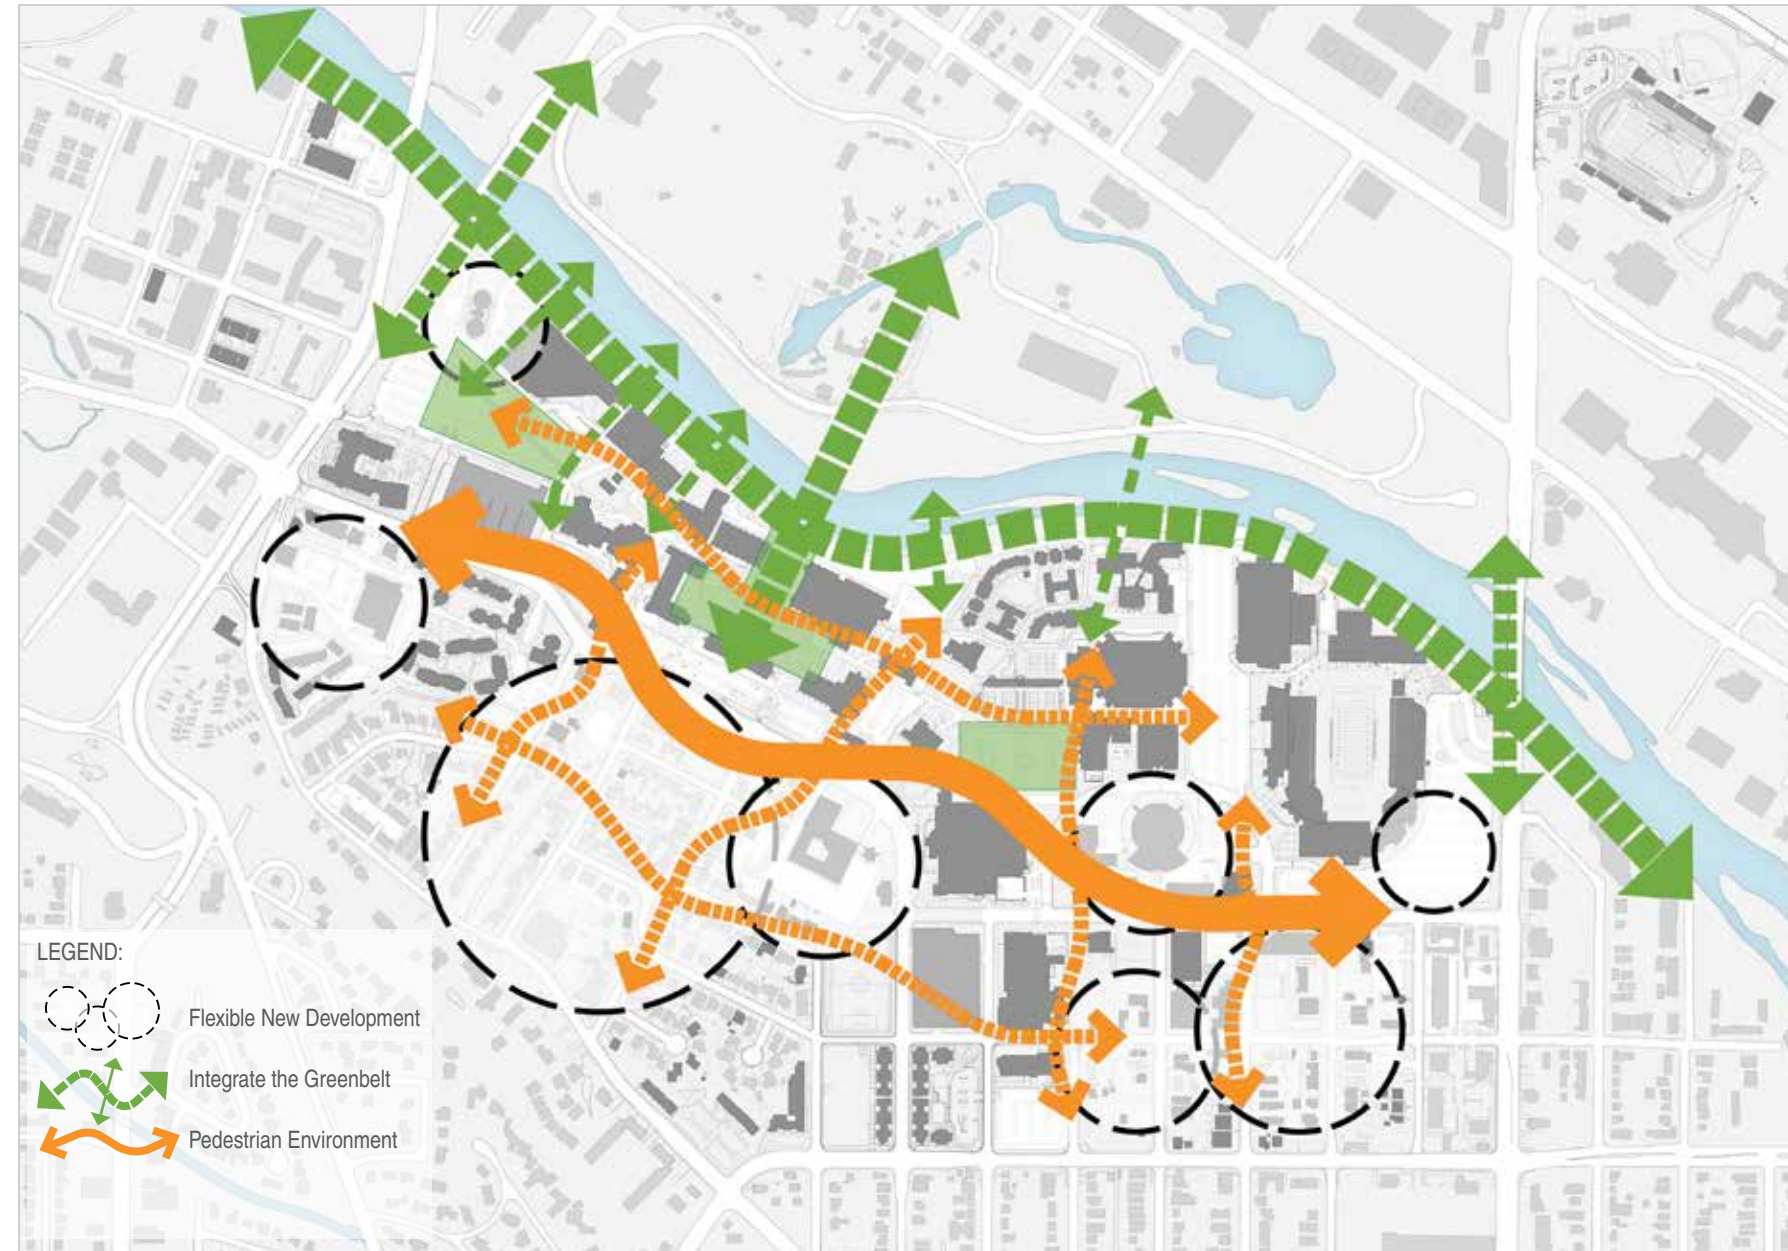 LEGEND:
Flexible New Development
Integrate the Greenbelt
Pedestrian Environment